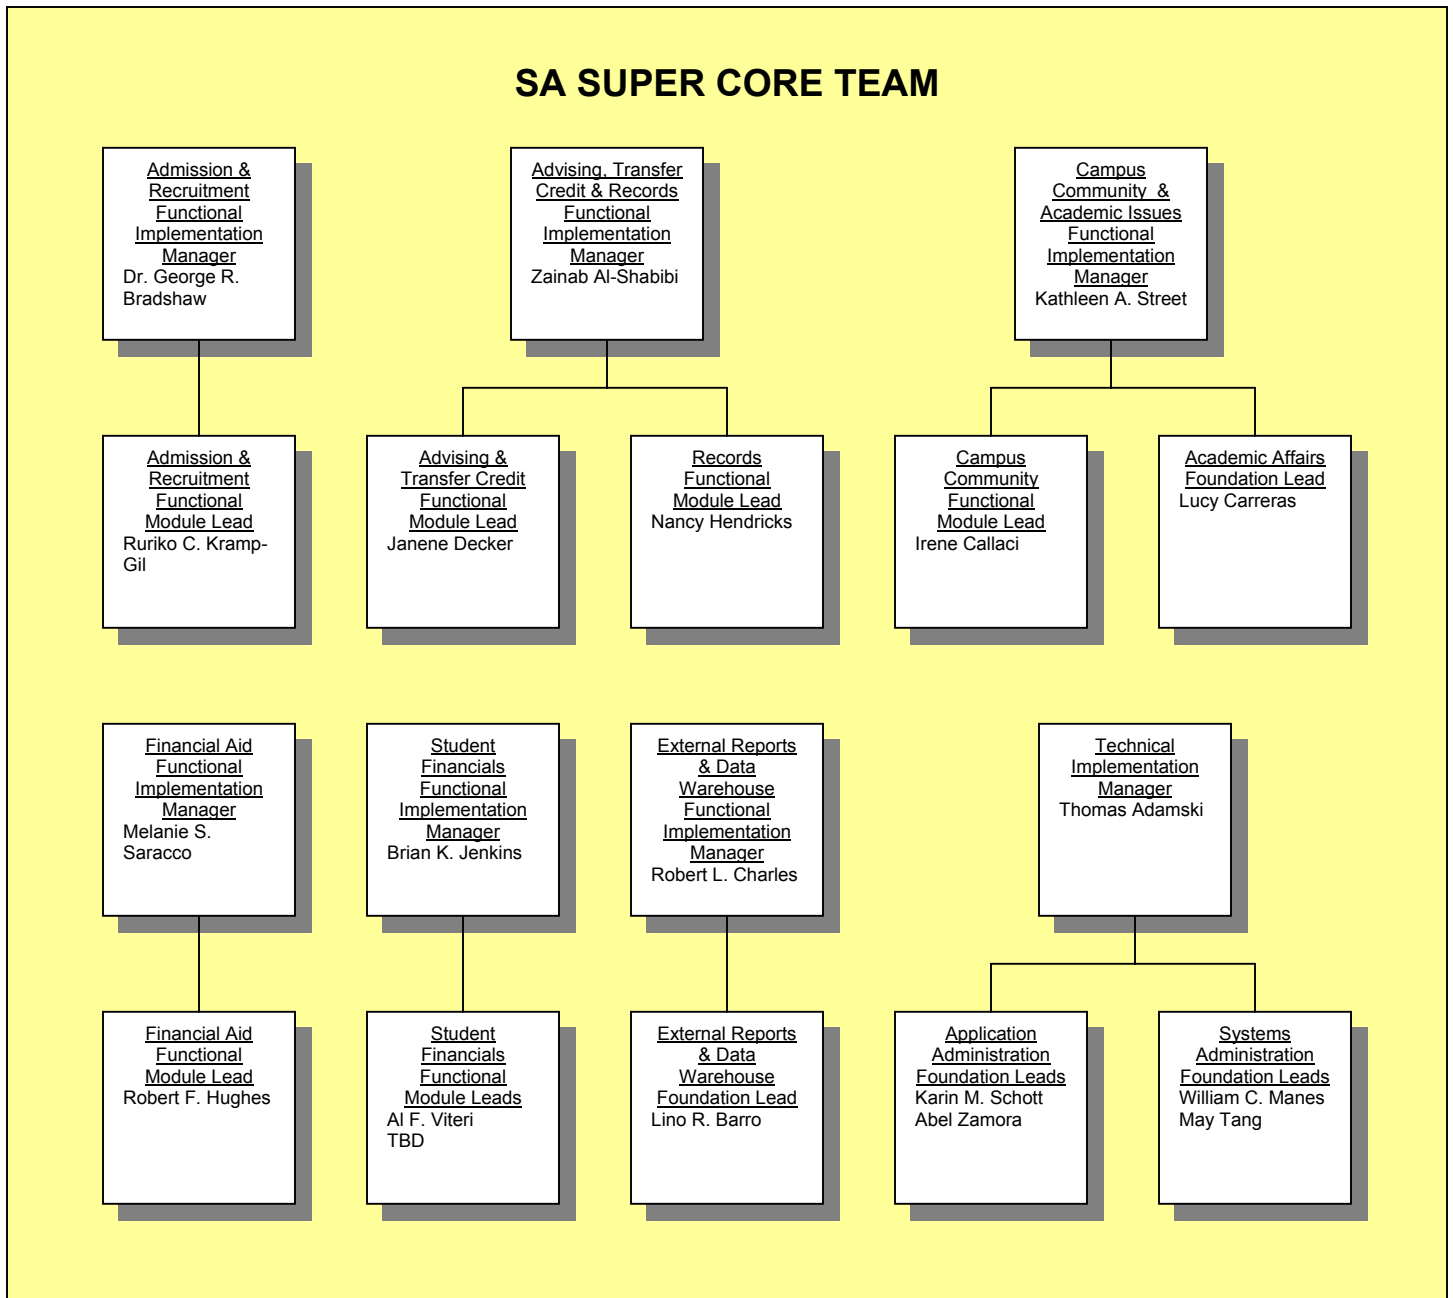 SA SUPER CORE TEAM
Admission &
Recruitment
Functional
Implementation
Manager
Dr. George R.
Bradshaw
Advising, Transfer
Credit & Records
Functional
Implementation
Manager
Zainab Al-Shabibi
Campus
Community &
Academic Issues
Functional
Implementation
Manager
Kathleen A. Street
Admission &
Recruitment
Functional
Module Lead
Ruriko C. Kramp-
Gil
Advising &
Transfer Credit
Functional
Module Lead
Janene Decker
Records
Functional
Module Lead
Nancy Hendricks
Campus
Community
Functional
Module Lead
Irene Callaci
Academic Affairs
Foundation Lead
Lucy Carreras
Financial Aid
Functional
Implementation
Manager
Melanie S.
Saracco
Student
Financials
Functional
Implementation
Manager
Brian K. Jenkins
External Reports
& Data
Warehouse
Functional
Implementation
Manager
Robert L. Charles
Technical
Implementation
Manager
Thomas Adamski
Financial Aid
Functional
Module Lead
Robert F. Hughes
Student
Financials
Functional
Module Leads
Al F. Viteri
TBD
External Reports
& Data
Warehouse
Foundation Lead
Lino R. Barro
Application
Administration
Foundation Leads
Karin M. Schott
Abel Zamora
Systems
Administration
Foundation Leads
William C. Manes
May Tang